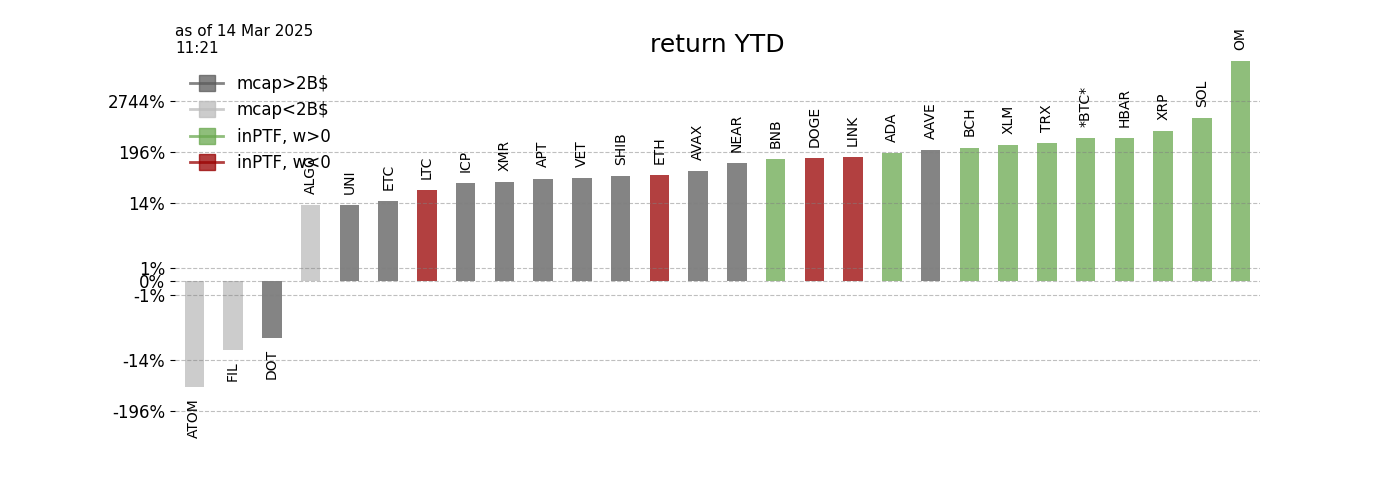 as of 14 Mar 2025
11:21
return YTD
mcap>2B$
mcap<2B$
inPTF, w>0
inPTF, w<0
2744%
196%
14%
1%
0%
-1%
-14%
-196%
ATOM
FIL
DOT
ALGO
UNI
ETC
LTC
ICP
XMR
APT
VET
SHIB
ETH
AVAX
NEAR
BNB
DOGE
LINK
ADA
AAVE
BCH
XLM
TRX
*BTC*
HBAR
XRP
SOL
OM